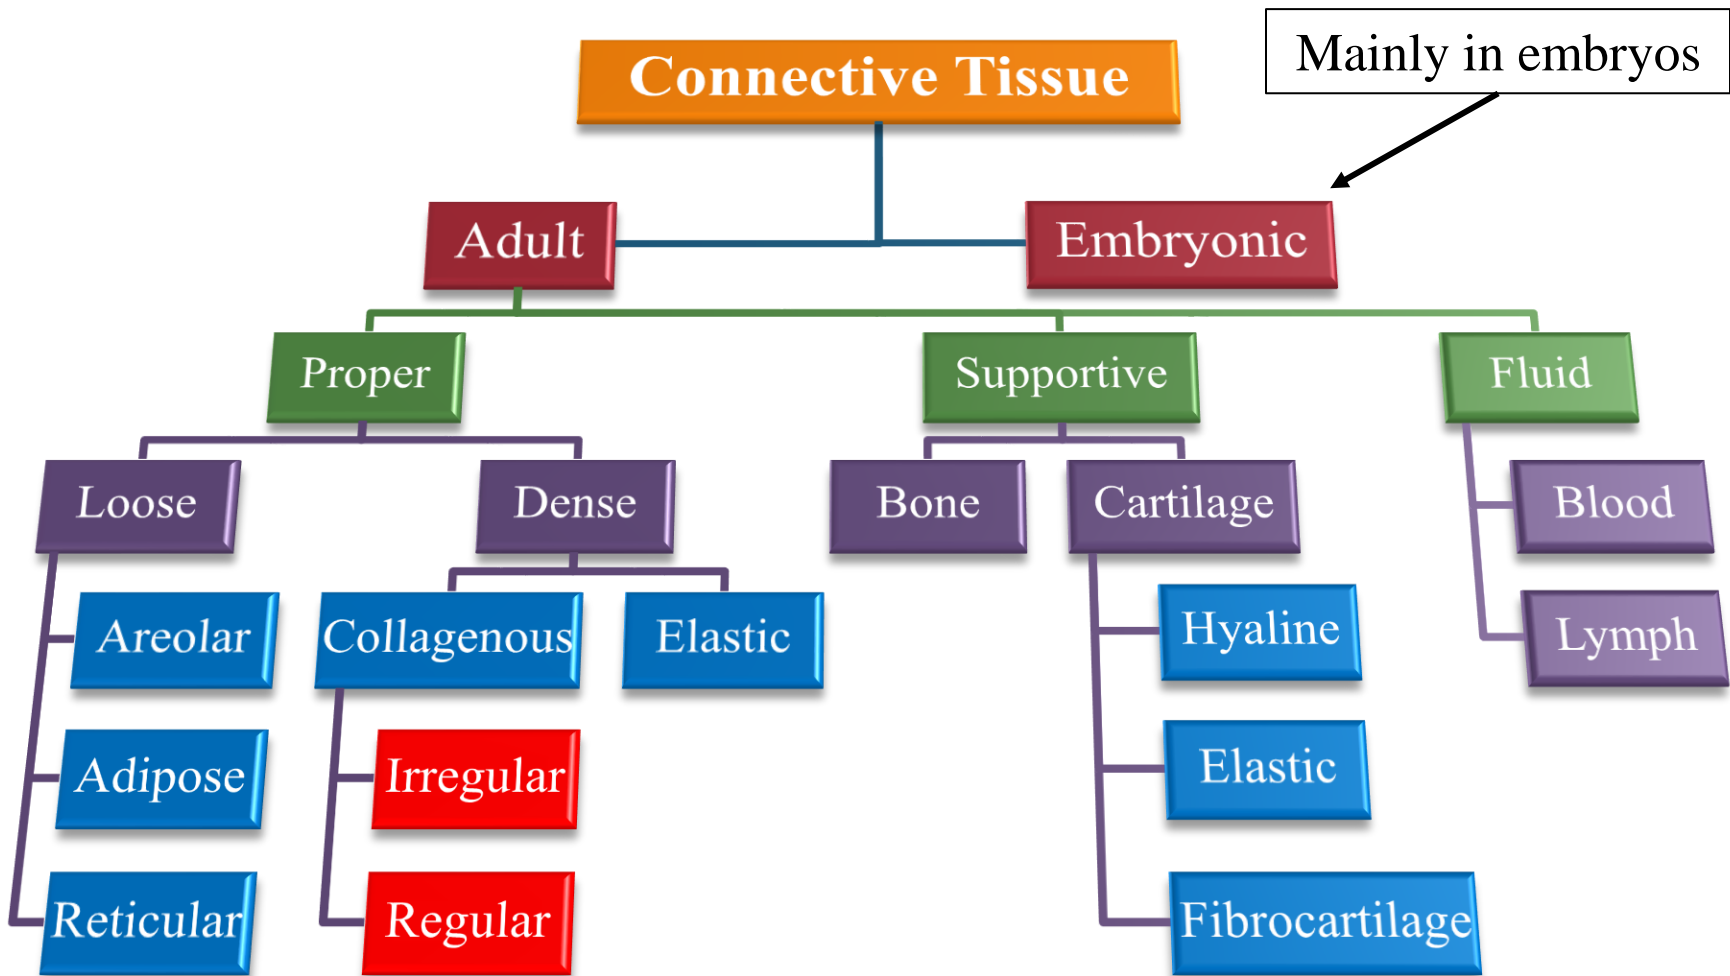 Connective Tissue
Mainly in embryos
Adult
Embryonic
Proper
Supportive
Fluid
Loose
Dense
Bone
Cartilage
Blood
Areolar
Collagenous
Elastic
Hyaline
Lymph
Adipose
Irregular
Elastic
Reticular
Regular
Fibrocartilage